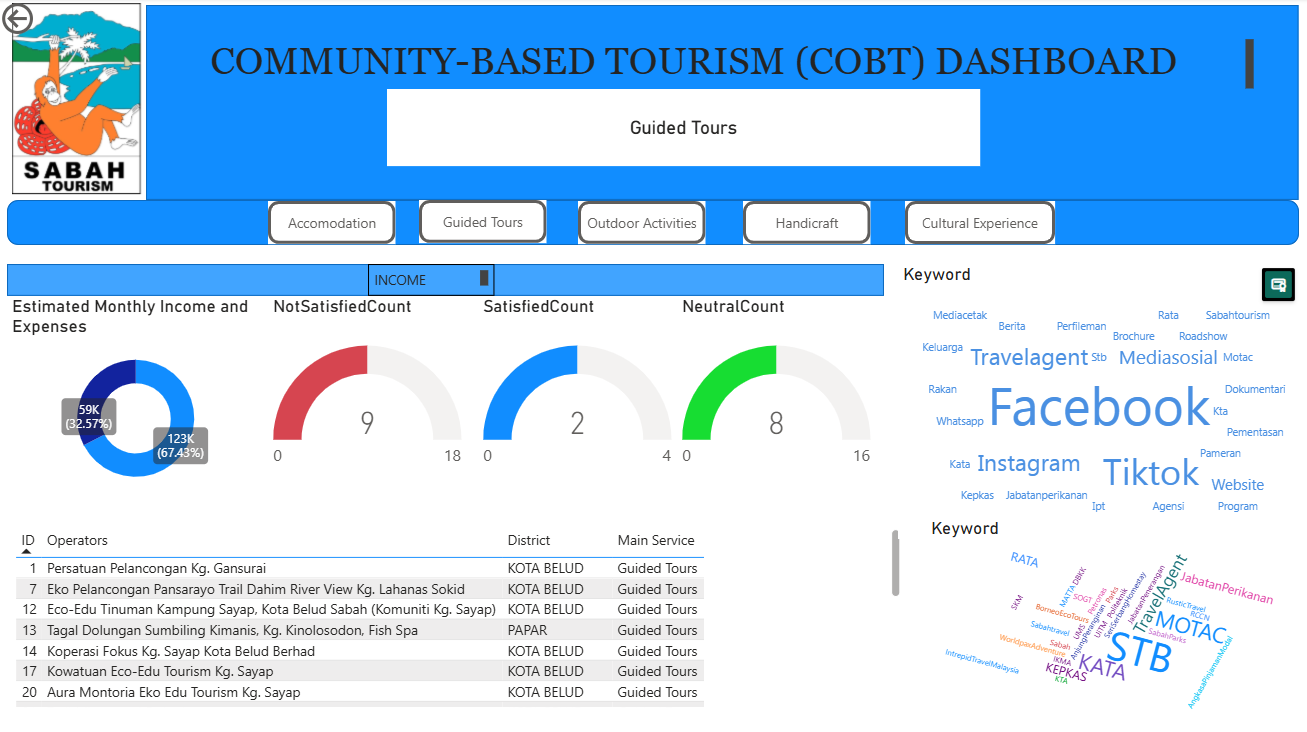 SABAH
TOURISM
COMMUNITY-BASED TOURISM (COBT) DASHBOARD
Guided Tours
Accomodation
Guided Tours
Outdoor Activities
Handicraft
Cultural Experience
INCOME
Estimated Monthly Income and
Expenses
59K
(32.57%)
123K
(67.43%)
NotSatisfiedCount
9
0
18
SatisfiedCount
2
0
4
NeutralCount
8
0
16
Keyword
Mediacetak
Berita
Perfileman
Rata
Sabahtourism
Brochure
Roadshow
Keluarga
Travelagent
Stb
Mediasosial
Motac
Rakan
Facebook
Dokumentari
Kta
Whatsapp
Pementasan
Pameran
Kata
Instagram
Tiktok
Website
Kepkas
Jabatanperikanan
Ipt
Agensi
Program
ID Operators District Main Service
1 Persatuan Pelancongan Kg. Gansurai KOTA BELUD Guided Tours
7 Eko Pelancongan Pansarayo Trail Dahim River View Kg. Lahanas Sokid KOTA BELUD Guided Tours
12 Eco-Edu Tinuman Kampung Sayap, Kota Belud Sabah (Komuniti Kg. Sayap) KOTA BELUD Guided Tours
13 Tagal Dolungan Sumbiling Kimanis, Kg. Kinolosodon, Fish Spa PAPAR Guided Tours
14 Koperasi Fokus Kg. Sayap Kota Belud Berhad KOTA BELUD Guided Tours
17 Kowatuan Eco-Edu Tourism Kg. Sayap KOTA BELUD Guided Tours
20 Aura Montoria Eko Edu Tourism Kg. Sayap KOTA BELUD Guided Tours
Keyword
RATA
DBKK
MATTA
SKM
SOGT
Petronas
Parks
Politeknik
SeriSerbangHomestay
JabatanPenerangan
TravelAgent
JabatanPerikanan
BorneoEcoTours
RusticTravel
RCCN
Sabahtravel
UMS
AnjungPeranginan
UiTM
MOTAC
SabahParks
Sabah
WorldpaxAdventure
STB
IntrepidTravelMalaysia
IKMA
KATA
KEPKAS
KTA
AngkasaPinjamanModal